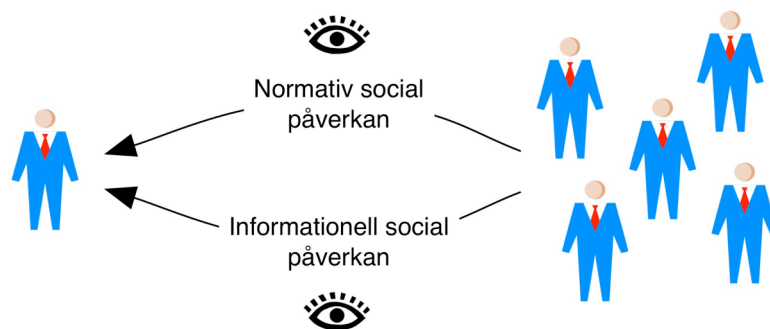 Normativ social
påverkan
Informationell social
påverkan